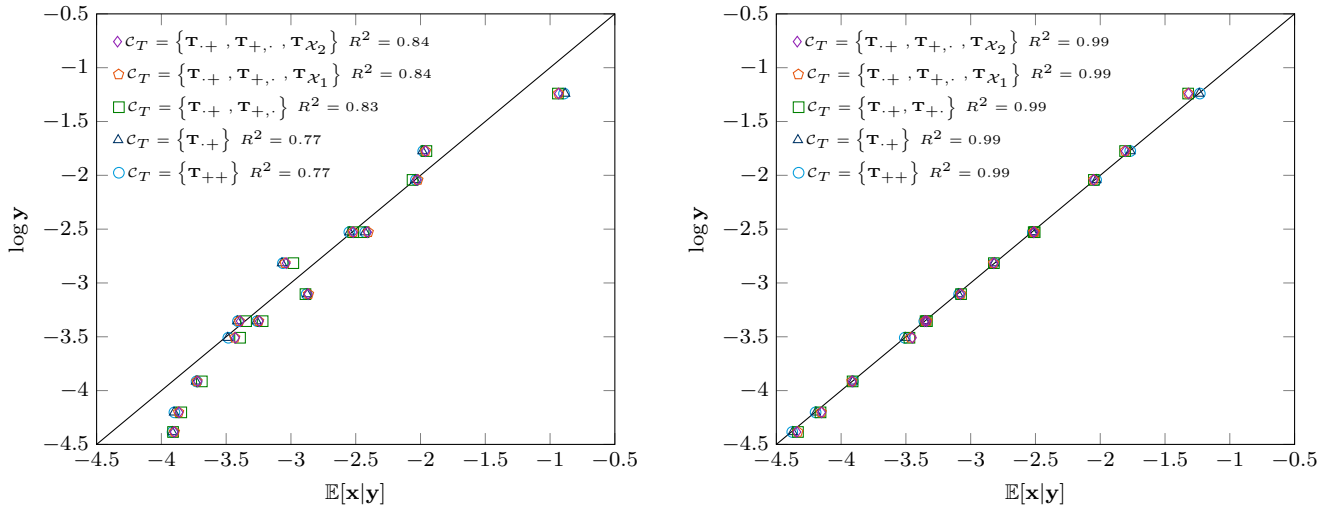 −0.5
−1
−1.5
−2
−2.5
−3
−3.5
−4
−4.5
log y
𝒞_T = {T_{·+} , T_{+,·} , T_{𝒳_2}} R² = 0.84
𝒞_T = {T_{·+} , T_{+,·} , T_{𝒳_1}} R² = 0.84
𝒞_T = {T_{·+} , T_{+,·}} R² = 0.83
𝒞_T = {T_{·+}} R² = 0.77
𝒞_T = {T_{++}} R² = 0.77
−4.5 −4 −3.5 −3 −2.5 −2 −1.5 −1 −0.5
𝔼[x|y]
−0.5
−1
−1.5
−2
−2.5
−3
−3.5
−4
−4.5
log y
𝒞_T = {T_{·+} , T_{+,·} , T_{𝒳_2}} R² = 0.99
𝒞_T = {T_{·+} , T_{+,·} , T_{𝒳_1}} R² = 0.99
𝒞_T = {T_{·+}, T_{+·}} R² = 0.99
𝒞_T = {T_{·+}} R² = 0.99
𝒞_T = {T_{++}} R² = 0.99
−4.5 −4 −3.5 −3 −2.5 −2 −1.5 −1 −0.5
𝔼[x|y]